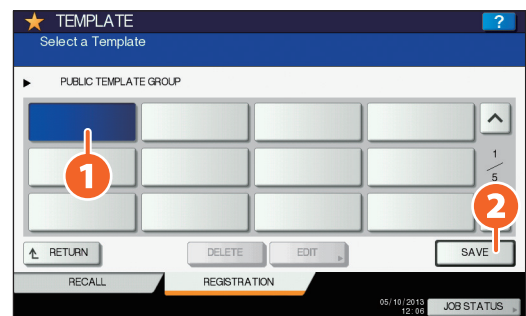 TEMPLATE
?
Select a Template
PUBLIC TEMPLATE GROUP
1
1
5
2
RETURN
DELETE
EDIT
SAVE
RECALL
REGISTRATION
05/10/2013
12:06
JOB STATUS